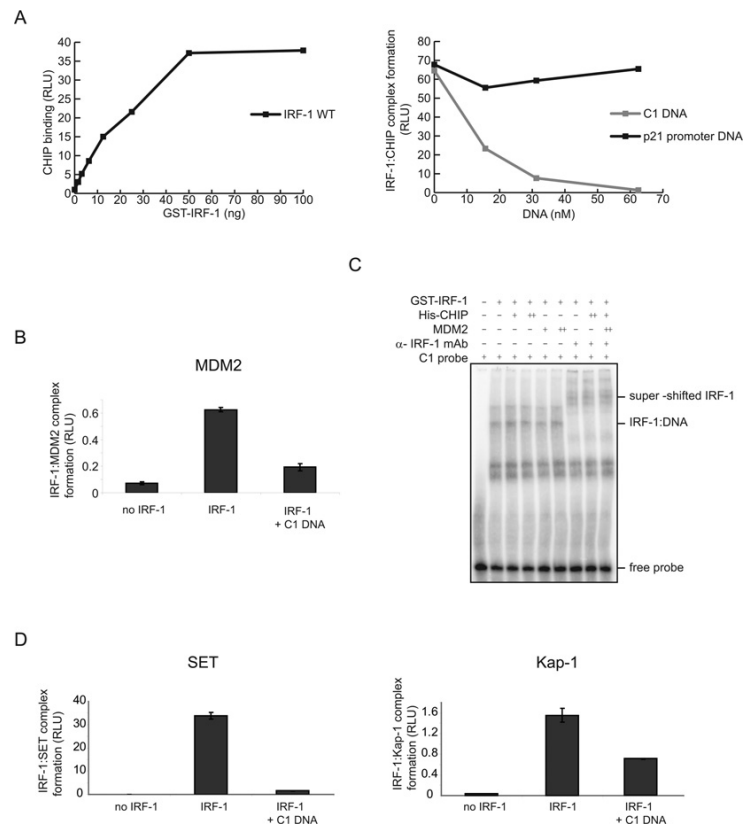 A
CHIP binding (RLU)
40
35
30
25
20
15
10
5
0
0 10 20 30 40 50 60 70 80 90 100
GST-IRF-1 (ng)
IRF-1 WT
IRF-1:CHIP complex formation
(RLU)
80
70
60
50
40
30
20
10
0
0 10 20 30 40 50 60 70
DNA (nM)
C1 DNA
p21 promoter DNA
B
MDM2
IRF-1:MDM2 complex
formation (RLU)
0.6
0.4
0.2
0
no IRF-1 IRF-1 IRF-1
+ C1 DNA
C
GST-IRF-1 - + + + + + + + +
His-CHIP - - + ++ - - - ++ +
MDM2 - - - - + ++ - - ++
α- IRF-1 mAb - - - - - - + + +
C1 probe + + + + + + + + +
super -shifted IRF-1
IRF-1:DNA
free probe
D
SET
IRF-1:SET complex
formation (RLU)
40
30
20
10
0
no IRF-1 IRF-1 IRF-1
+ C1 DNA
Kap-1
IRF-1:Kap-1 complex
formation (RLU)
1.6
1.2
0.8
0.4
0
no IRF-1 IRF-1 IRF-1
+ C1 DNA